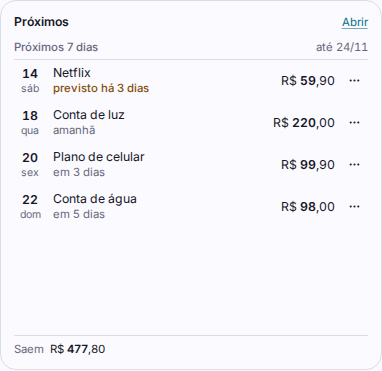 Próximos Abrir
Próximos 7 dias até 24/11
14 Netflix R$ 59,90 ···
sáb previsto há 3 dias
18 Conta de luz R$ 220,00 ···
qua amanhã
20 Plano de celular R$ 99,90 ···
sex em 3 dias
22 Conta de água R$ 98,00 ···
dom em 5 dias
Saem R$ 477,80